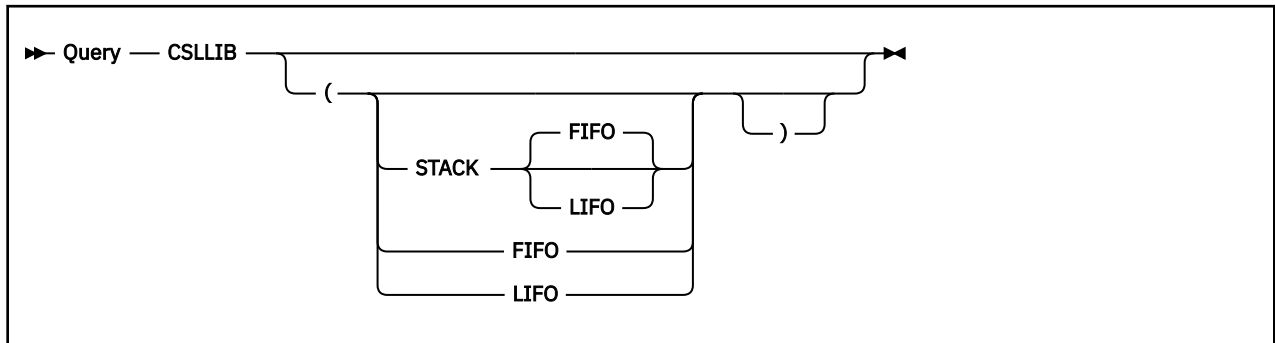 Query CSLLIB
(
FIFO
)
STACK
LIFO
FIFO
LIFO